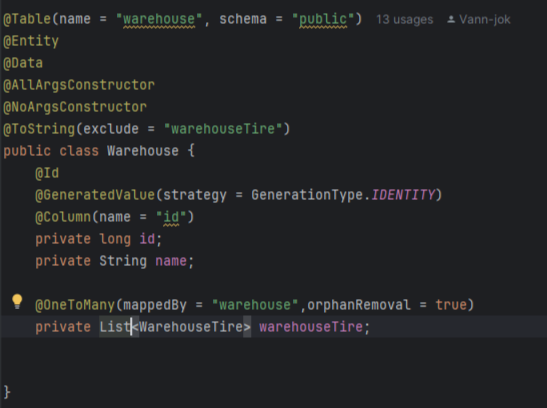 @Table(name = "warehouse", schema = "public") 13 usages Vann-jok
@Entity
@Data
@AllArgsConstructor
@NoArgsConstructor
@ToString(exclude = "warehouseTire")
public class Warehouse {
    @Id
    @GeneratedValue(strategy = GenerationType.IDENTITY)
    @Column(name = "id")
    private long id;
    private String name;
    @OneToMany(mappedBy = "warehouse",orphanRemoval = true)
    private List<WarehouseTire> warehouseTire;
}